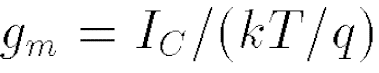 g_m = I_C/(kT/q)